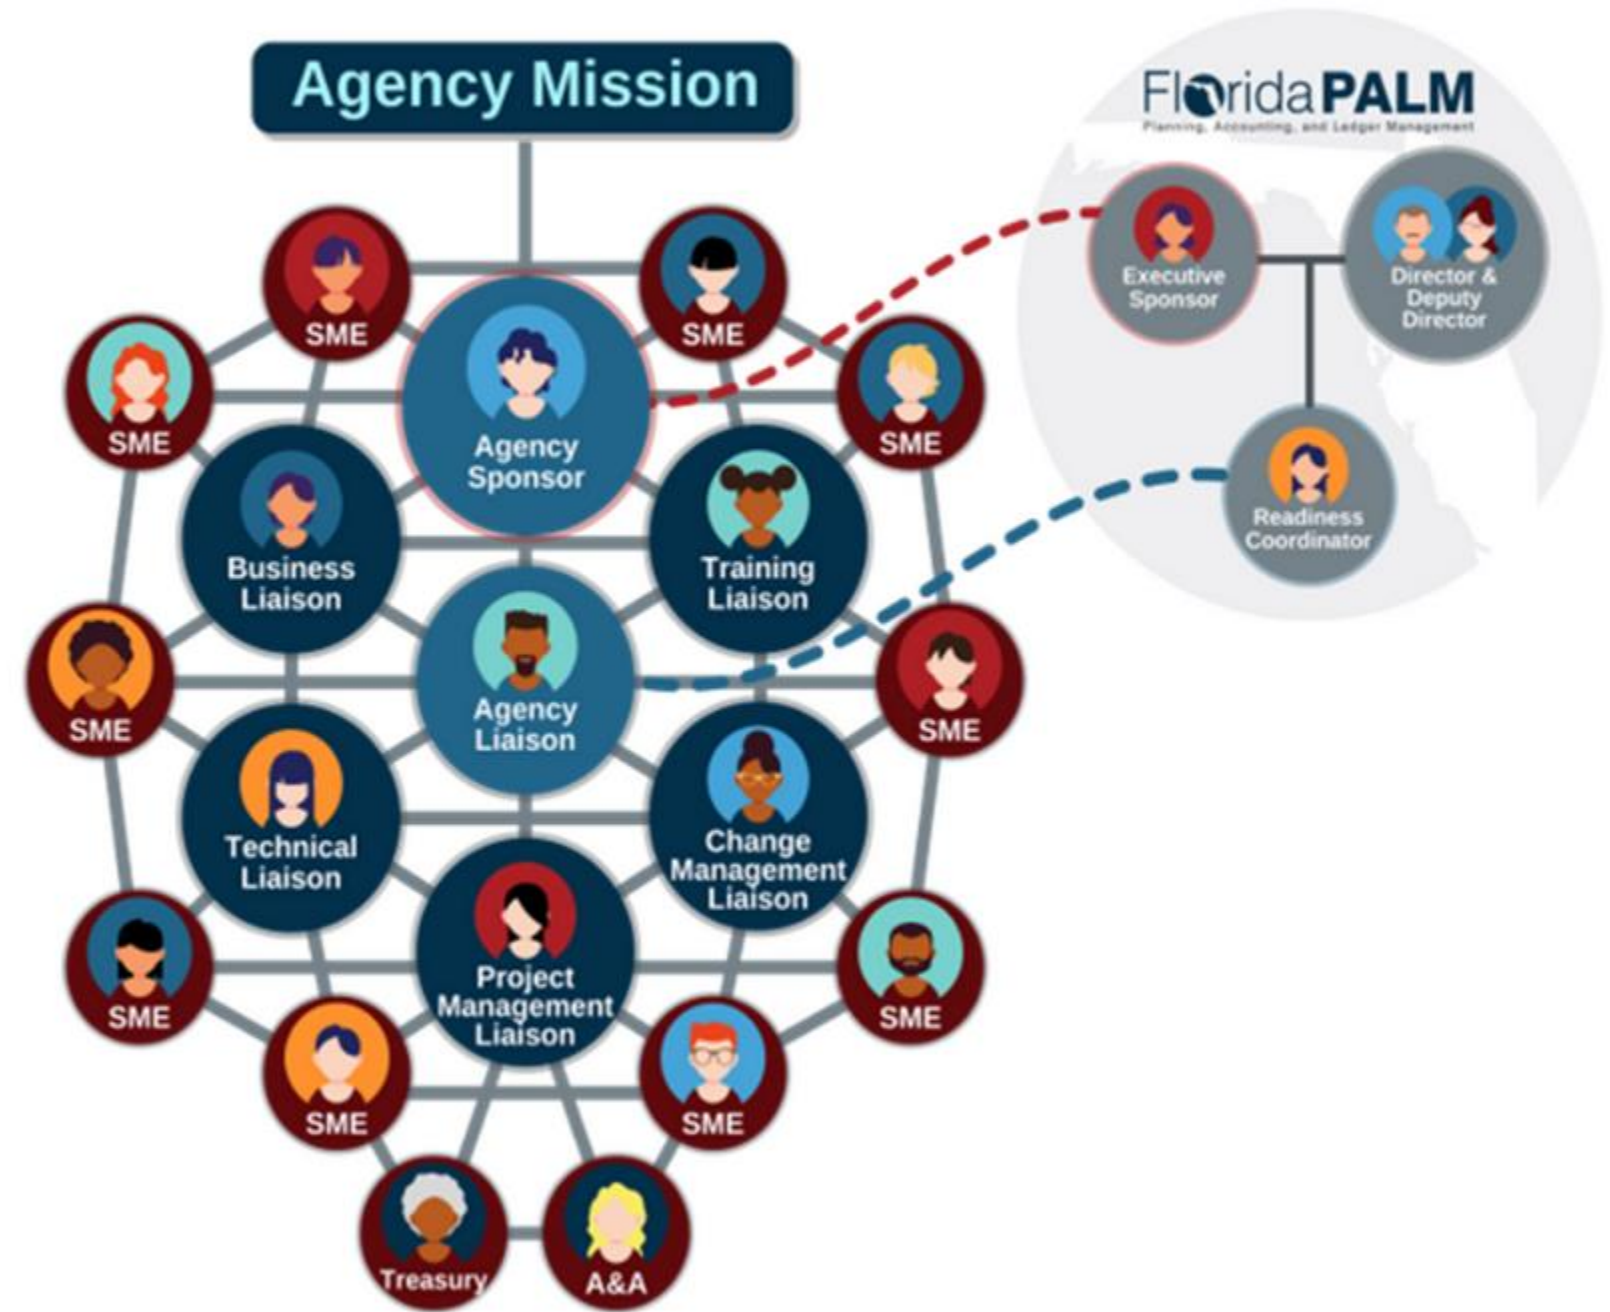 Agency Mission
Florida PALM
Planning, Accounting, and Ledger Management
Executive
Sponsor
Director &
Deputy
Director
SME
SME
SME
SME
Agency
Sponsor
Readiness
Coordinator
Business
Liaison
Training
Liaison
SME
Agency
Liaison
SME
Technical
Liaison
Change
Management
Liaison
SME
Project
Management
Liaison
SME
SME
SME
Treasury
A&A